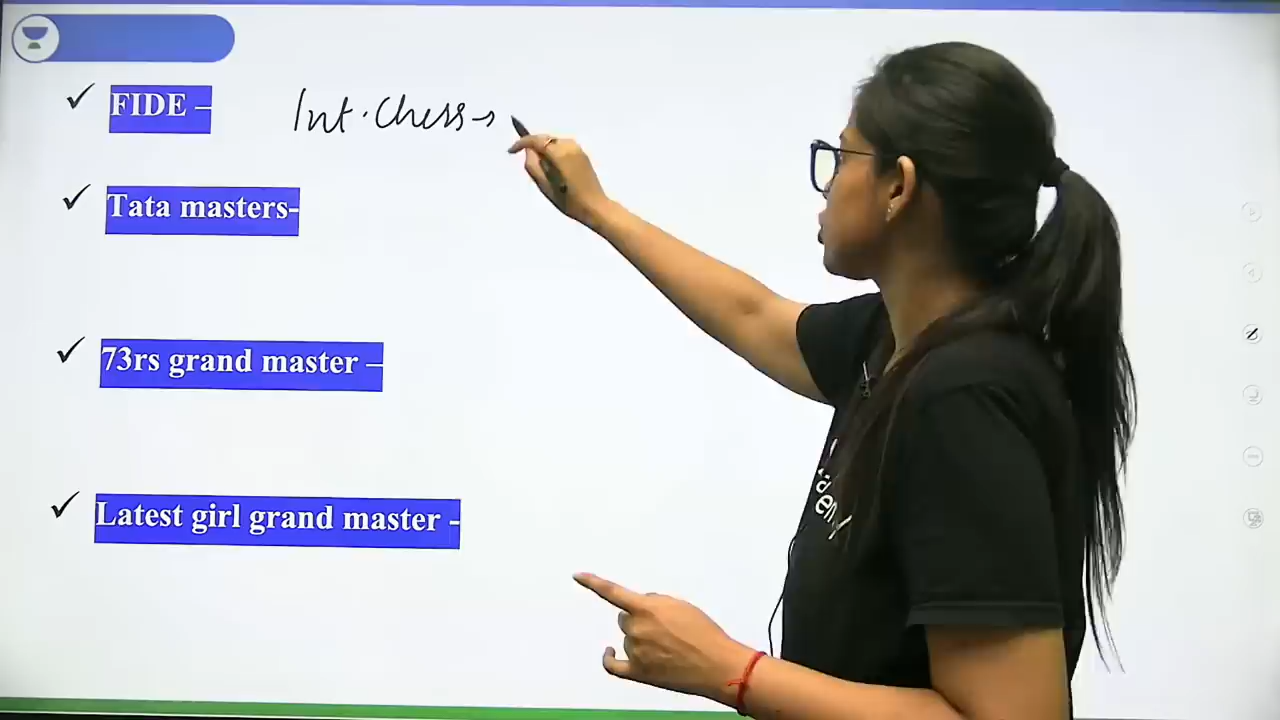 FIDE – Int. Chess →
Tata masters-
73rs grand master –
Latest girl grand master -